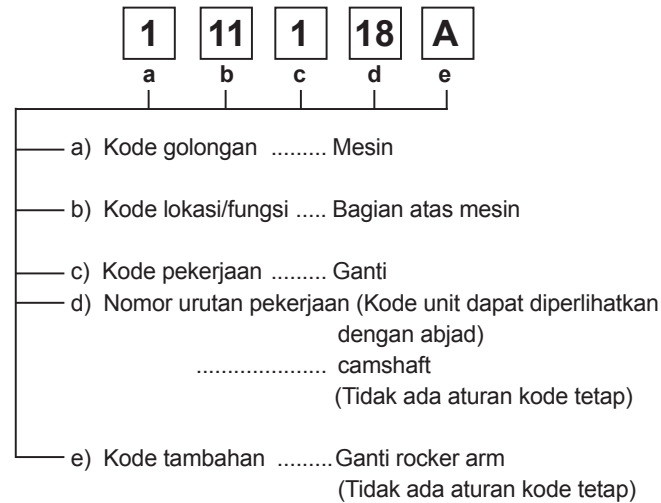 1 11 1 18 A
a b c d e
a) Kode golongan ......... Mesin
b) Kode lokasi/fungsi ..... Bagian atas mesin
c) Kode pekerjaan ......... Ganti
d) Nomor urutan pekerjaan (Kode unit dapat diperlihatkan
dengan abjad)
..................... camshaft
(Tidak ada aturan kode tetap)
e) Kode tambahan .........Ganti rocker arm
(Tidak ada aturan kode tetap)